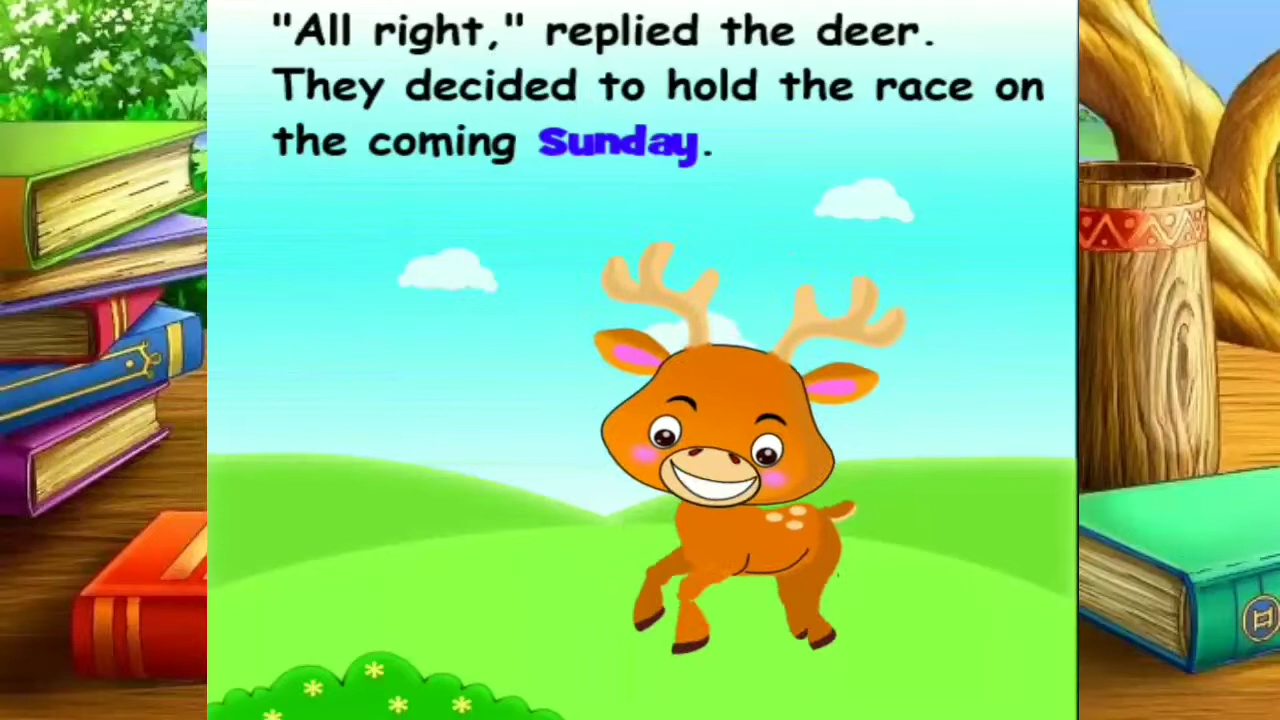 "All right," replied the deer.
They decided to hold the race on
the coming Sunday.